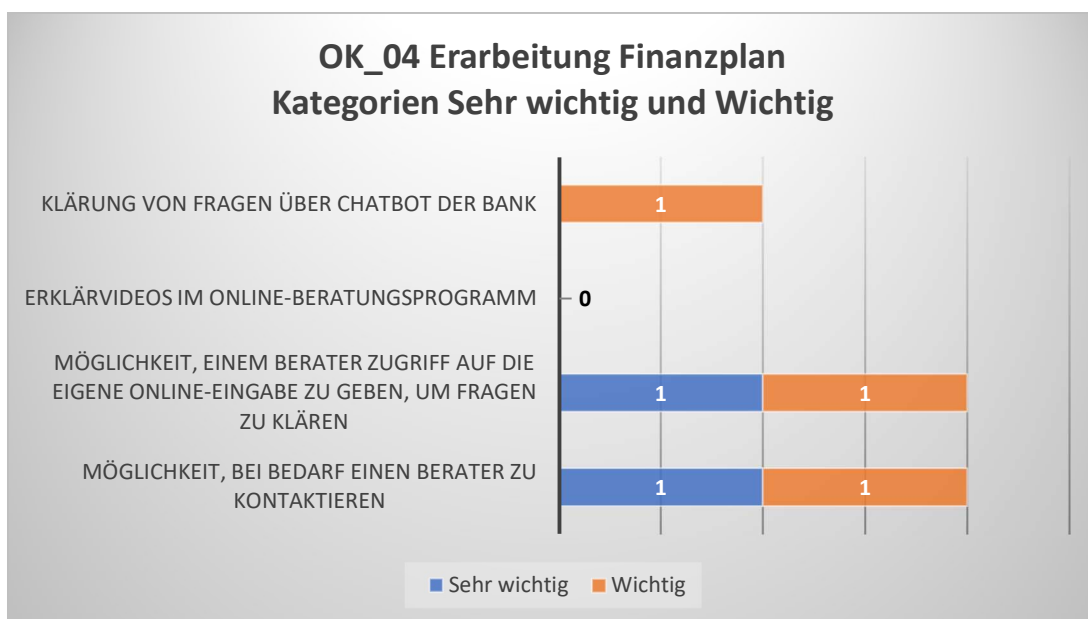 OK_04 Erarbeitung Finanzplan
Kategorien Sehr wichtig und Wichtig
KLÄRUNG VON FRAGEN ÜBER CHATBOT DER BANK
1
ERKLÄRVIDEOS IM ONLINE-BERATUNGSPROGRAMM
0
MÖGLICHKEIT, EINEM BERATER ZUGRIFF AUF DIE
EIGENE ONLINE-EINGABE ZU GEBEN, UM FRAGEN
ZU KLÄREN
1 1
MÖGLICHKEIT, BEI BEDARF EINEN BERATER ZU
KONTAKTIEREN
1 1
Sehr wichtig Wichtig